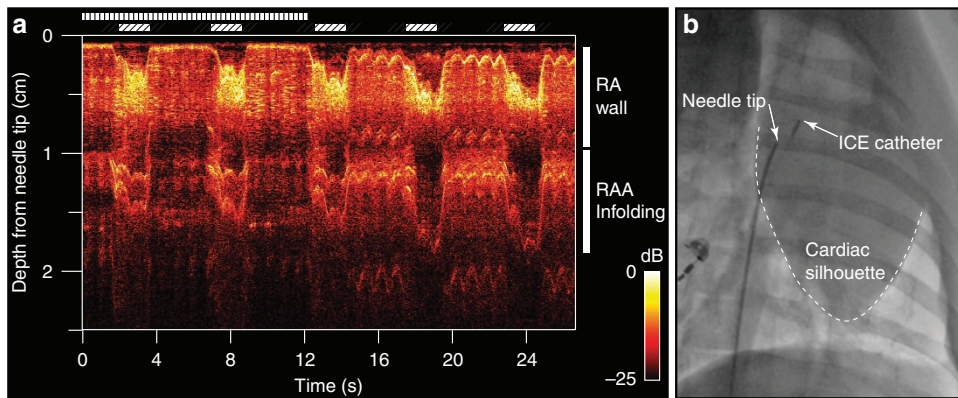 a
0
1
2
Depth from needle tip (cm)
0 4 8 12 16 20 24
Time (s)
RA
wall
RAA
Infolding
dB
0
–25
b
Needle tip
ICE catheter
Cardiac
silhouette